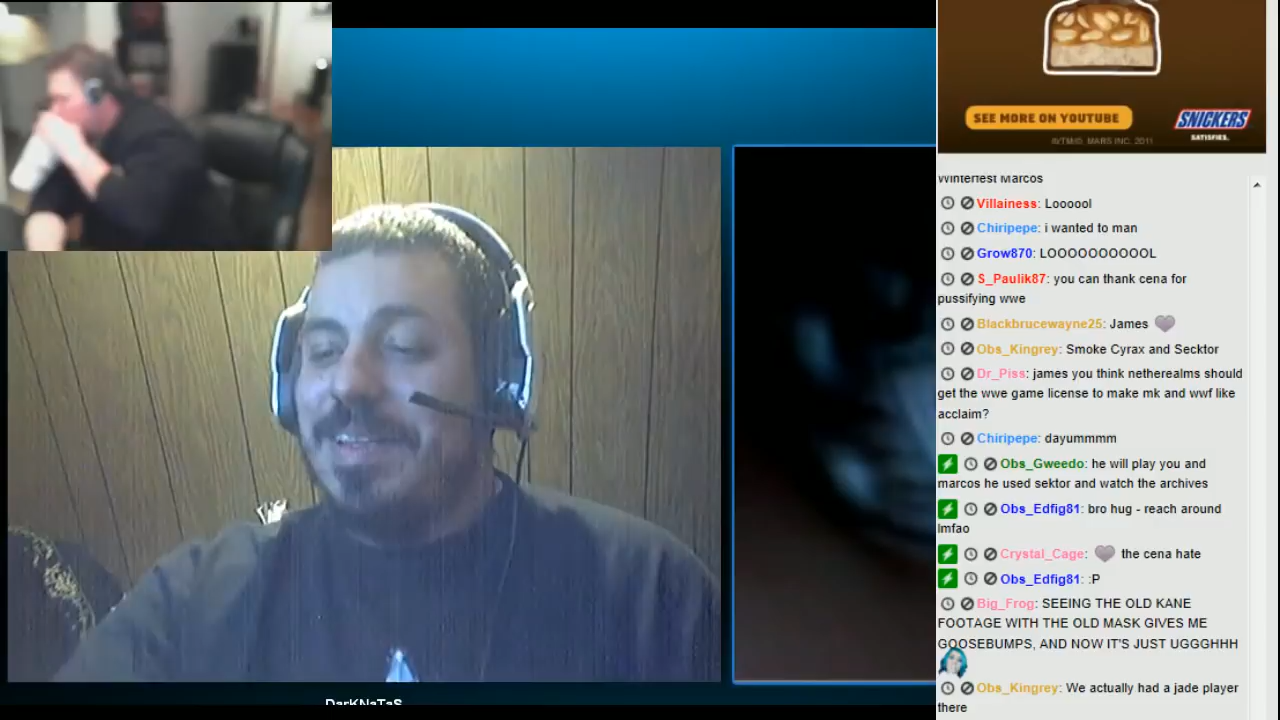 SEE MORE ON YOUTUBE
SNICKERS
SATISFIES.
®/TM/©, MARS INC. 2011
Winterfest Marcos
Villainess: Loooool
Chiripepe: i wanted to man
Grow870: LOOOOOOOOOOL
S_Paulik87: you can thank cena for
pussifying wwe
Blackbrucewayne25: James
Obs_Kingrey: Smoke Cyrax and Secktor
Dr_Piss: james you think netherealms should
get the wwe game license to make mk and wwf like
acclaim?
Chiripepe: dayummmm
Obs_Gweedo: he will play you and
marcos he used sektor and watch the archives
Obs_Edfig81: bro hug - reach around
lmfao
Crystal_Cage: the cena hate
Obs_Edfig81: :P
Big_Frog: SEEING THE OLD KANE
FOOTAGE WITH THE OLD MASK GIVES ME
GOOSEBUMPS, AND NOW IT'S JUST UGGGHHH
Obs_Kingrey: We actually had a jade player
there
DarKNaTaS